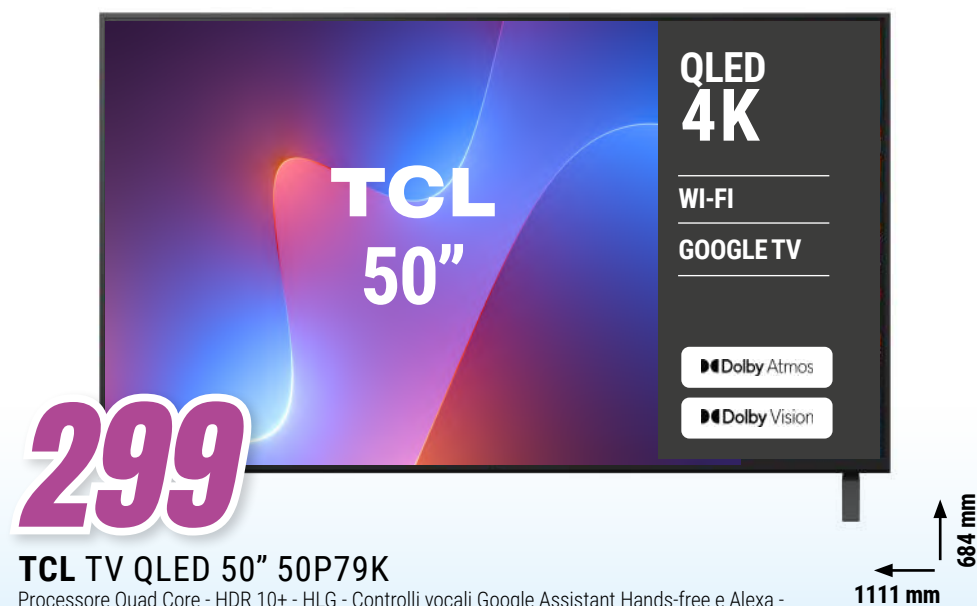 TCL
50”
QLED
4K
WI-FI
GOOGLE TV
Dolby Atmos
Dolby Vision
299
TCL TV QLED 50” 50P79K
Processore Quad Core - HDR 10+ - HLG - Controlli vocali Google Assistant Hands-free e Alexa -
684 mm
1111 mm